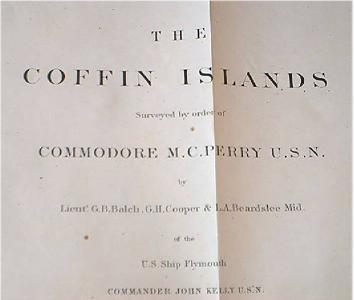 THE
COFFIN ISLANDS
Surveyed by order of
COMMODORE M.C. PERRY U.S.N.
by
Lieut.ˢ G.B. Balch, G.H. Cooper & L.A. Beardslee Mid.
of the
U.S. Ship Plymouth
COMMANDER JOHN KELLY U.S.N.